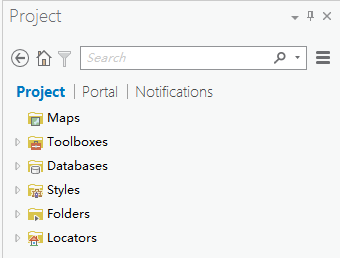 Project
Search
Project | Portal | Notifications
Maps
Toolboxes
Databases
Styles
Folders
Locators